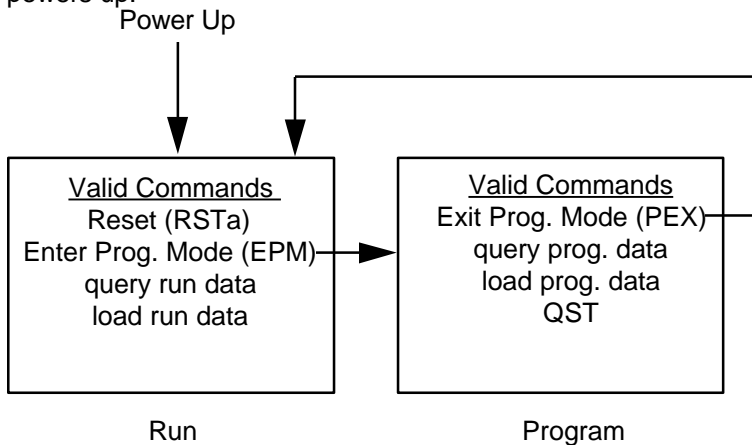 powers up.
Power Up
Valid Commands
Reset (RSTa)
Enter Prog. Mode (EPM)
query run data
load run data
Valid Commands
Exit Prog. Mode (PEX)
query prog. data
load prog. data
QST
Run
Program